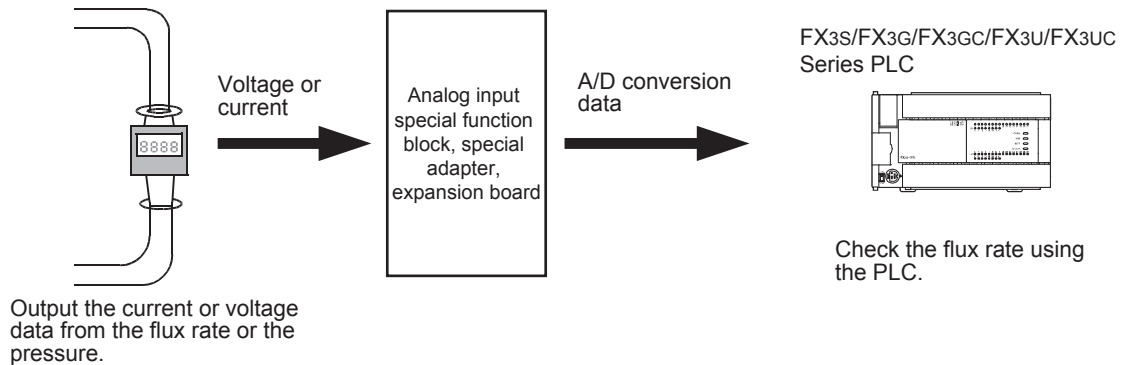 FX3S/FX3G/FX3GC/FX3U/FX3UC
Series PLC
Voltage or
current
Analog input
special function
block, special
adapter,
expansion board
A/D conversion
data
8888
Check the flux rate using
the PLC.
Output the current or voltage
data from the flux rate or the
pressure.